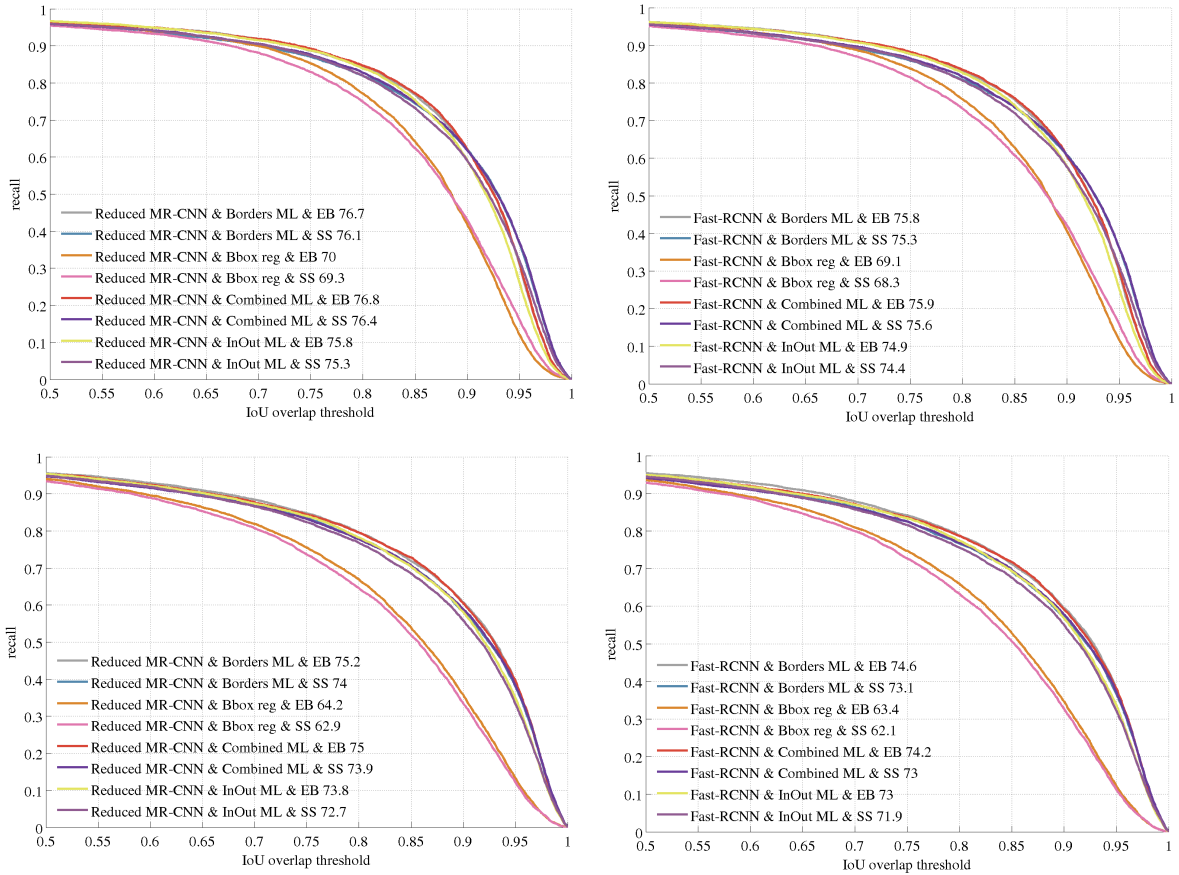 1
0.9
0.8
0.7
0.6
0.5
0.4
0.3
0.2
0.1
0
recall
Reduced MR-CNN & Borders ML & EB 76.7
Reduced MR-CNN & Borders ML & SS 76.1
Reduced MR-CNN & Bbox reg & EB 70
Reduced MR-CNN & Bbox reg & SS 69.3
Reduced MR-CNN & Combined ML & EB 76.8
Reduced MR-CNN & Combined ML & SS 76.4
Reduced MR-CNN & InOut ML & EB 75.8
Reduced MR-CNN & InOut ML & SS 75.3
0.5 0.55 0.6 0.65 0.7 0.75 0.8 0.85 0.9 0.95 1
IoU overlap threshold
1
0.9
0.8
0.7
0.6
0.5
0.4
0.3
0.2
0.1
0
recall
Fast-RCNN & Borders ML & EB 75.8
Fast-RCNN & Borders ML & SS 75.3
Fast-RCNN & Bbox reg & EB 69.1
Fast-RCNN & Bbox reg & SS 68.3
Fast-RCNN & Combined ML & EB 75.9
Fast-RCNN & Combined ML & SS 75.6
Fast-RCNN & InOut ML & EB 74.9
Fast-RCNN & InOut ML & SS 74.4
0.5 0.55 0.6 0.65 0.7 0.75 0.8 0.85 0.9 0.95 1
IoU overlap threshold
1
0.9
0.8
0.7
0.6
0.5
0.4
0.3
0.2
0.1
0
recall
Reduced MR-CNN & Borders ML & EB 75.2
Reduced MR-CNN & Borders ML & SS 74
Reduced MR-CNN & Bbox reg & EB 64.2
Reduced MR-CNN & Bbox reg & SS 62.9
Reduced MR-CNN & Combined ML & EB 75
Reduced MR-CNN & Combined ML & SS 73.9
Reduced MR-CNN & InOut ML & EB 73.8
Reduced MR-CNN & InOut ML & SS 72.7
0.5 0.55 0.6 0.65 0.7 0.75 0.8 0.85 0.9 0.95 1
IoU overlap threshold
1
0.9
0.8
0.7
0.6
0.5
0.4
0.3
0.2
0.1
0
recall
Fast-RCNN & Borders ML & EB 74.6
Fast-RCNN & Borders ML & SS 73.1
Fast-RCNN & Bbox reg & EB 63.4
Fast-RCNN & Bbox reg & SS 62.1
Fast-RCNN & Combined ML & EB 74.2
Fast-RCNN & Combined ML & SS 73
Fast-RCNN & InOut ML & EB 73
Fast-RCNN & InOut ML & SS 71.9
0.5 0.55 0.6 0.65 0.7 0.75 0.8 0.85 0.9 0.95 1
IoU overlap threshold